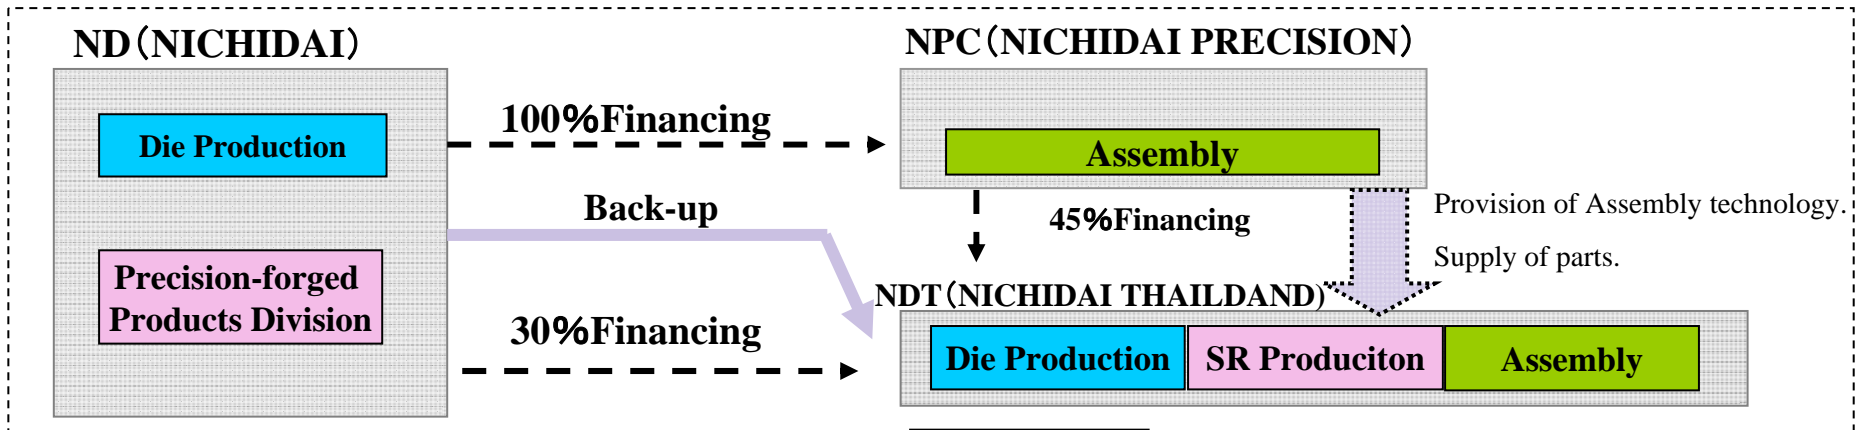 ND（NICHIDAI）
NPC（NICHIDAI PRECISION）
Die Production
100%Financing
Assembly
Back-up
45%Financing
Provision of Assembly technology.
Supply of parts.
Precision-forged
Products Division
NDT（NICHIDAI THAILDAND)
30%Financing
Die Production
SR Produciton
Assembly